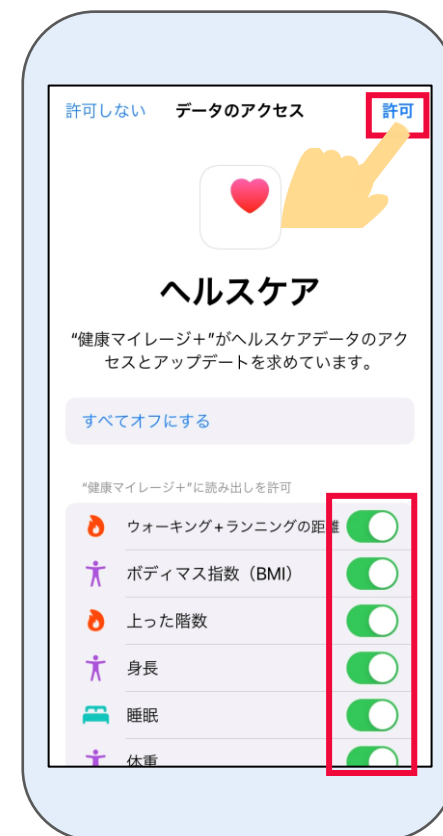 許可しない データのアクセス 許可
ヘルスケア
“健康マイレージ+”がヘルスケアデータのアク
セスとアップデートを求めています。
すべてオフにする
“健康マイレージ+”に読み出しを許可
ウォーキング+ランニングの距離
ボディマス指数（BMI）
上った階数
身長
睡眠
体重